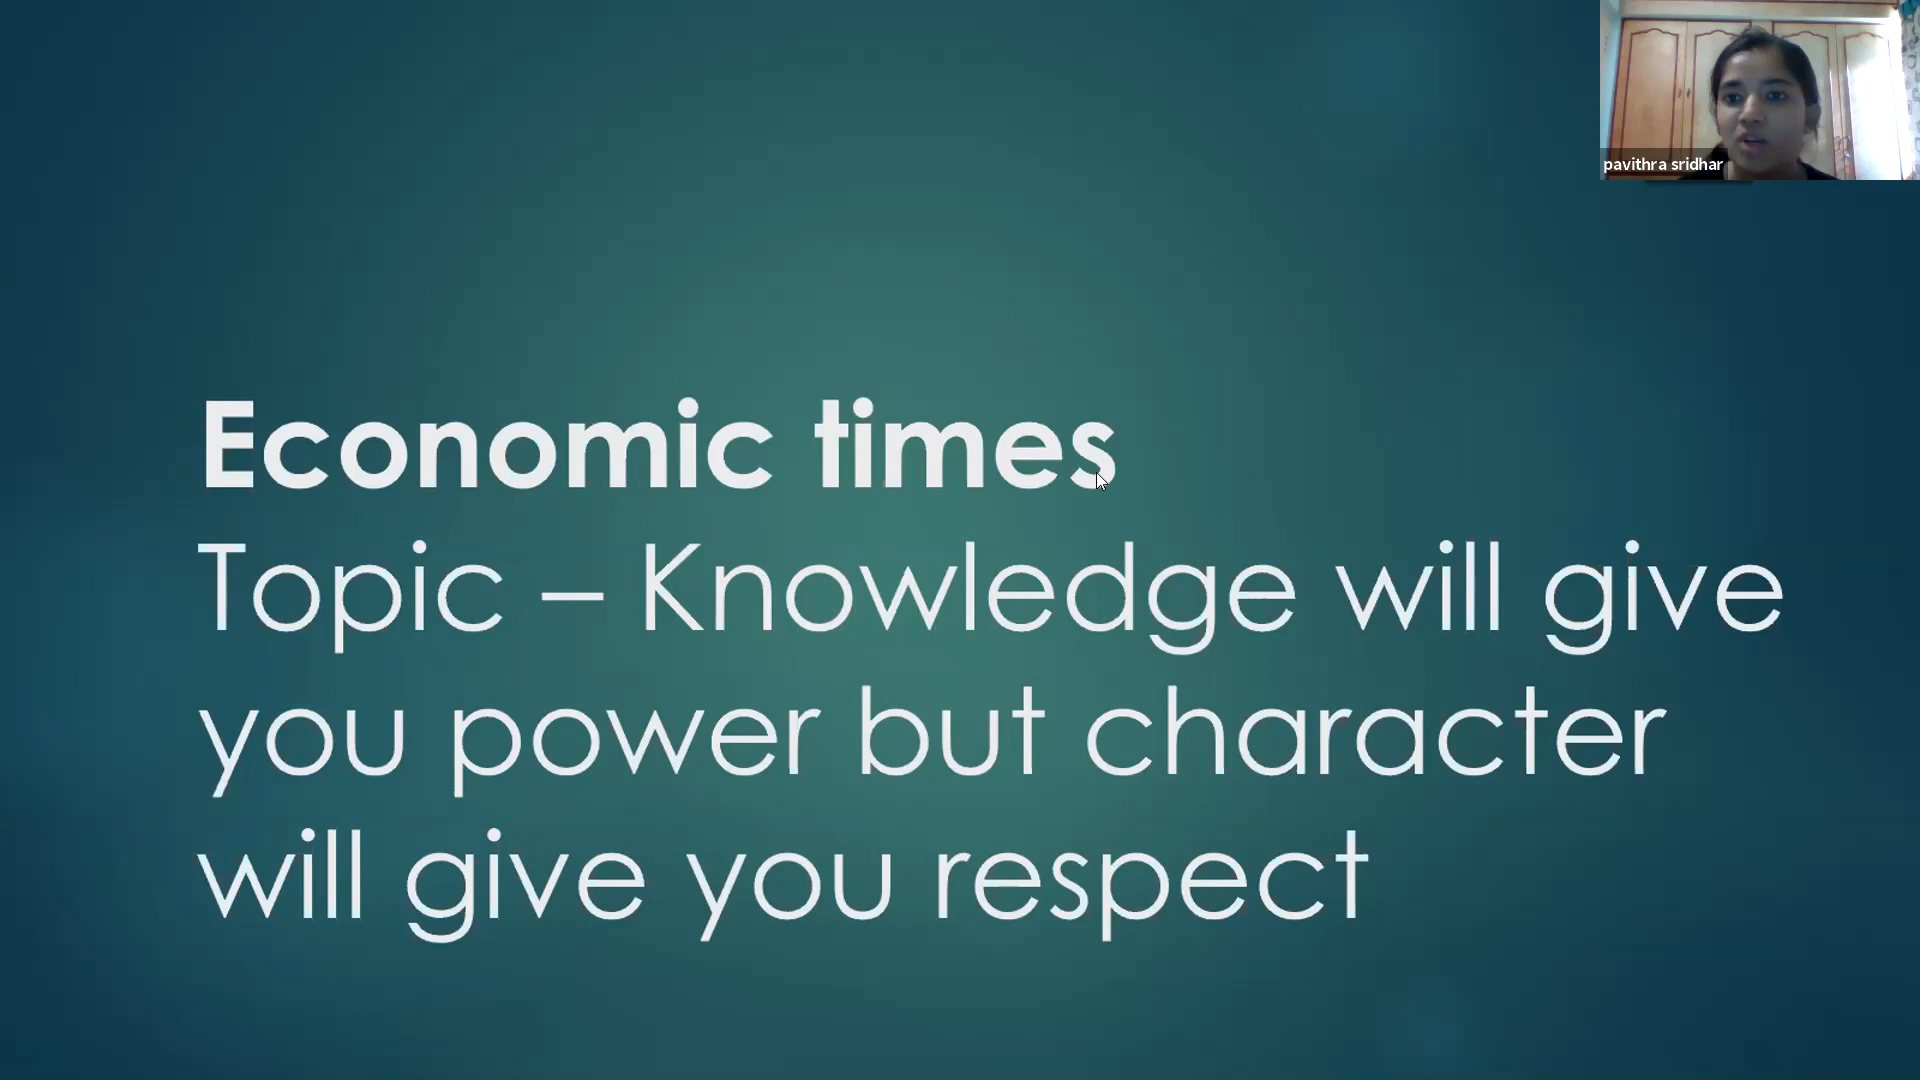 pavithra sridhar
Economic times
Topic – Knowledge will give
you power but character
will give you respect